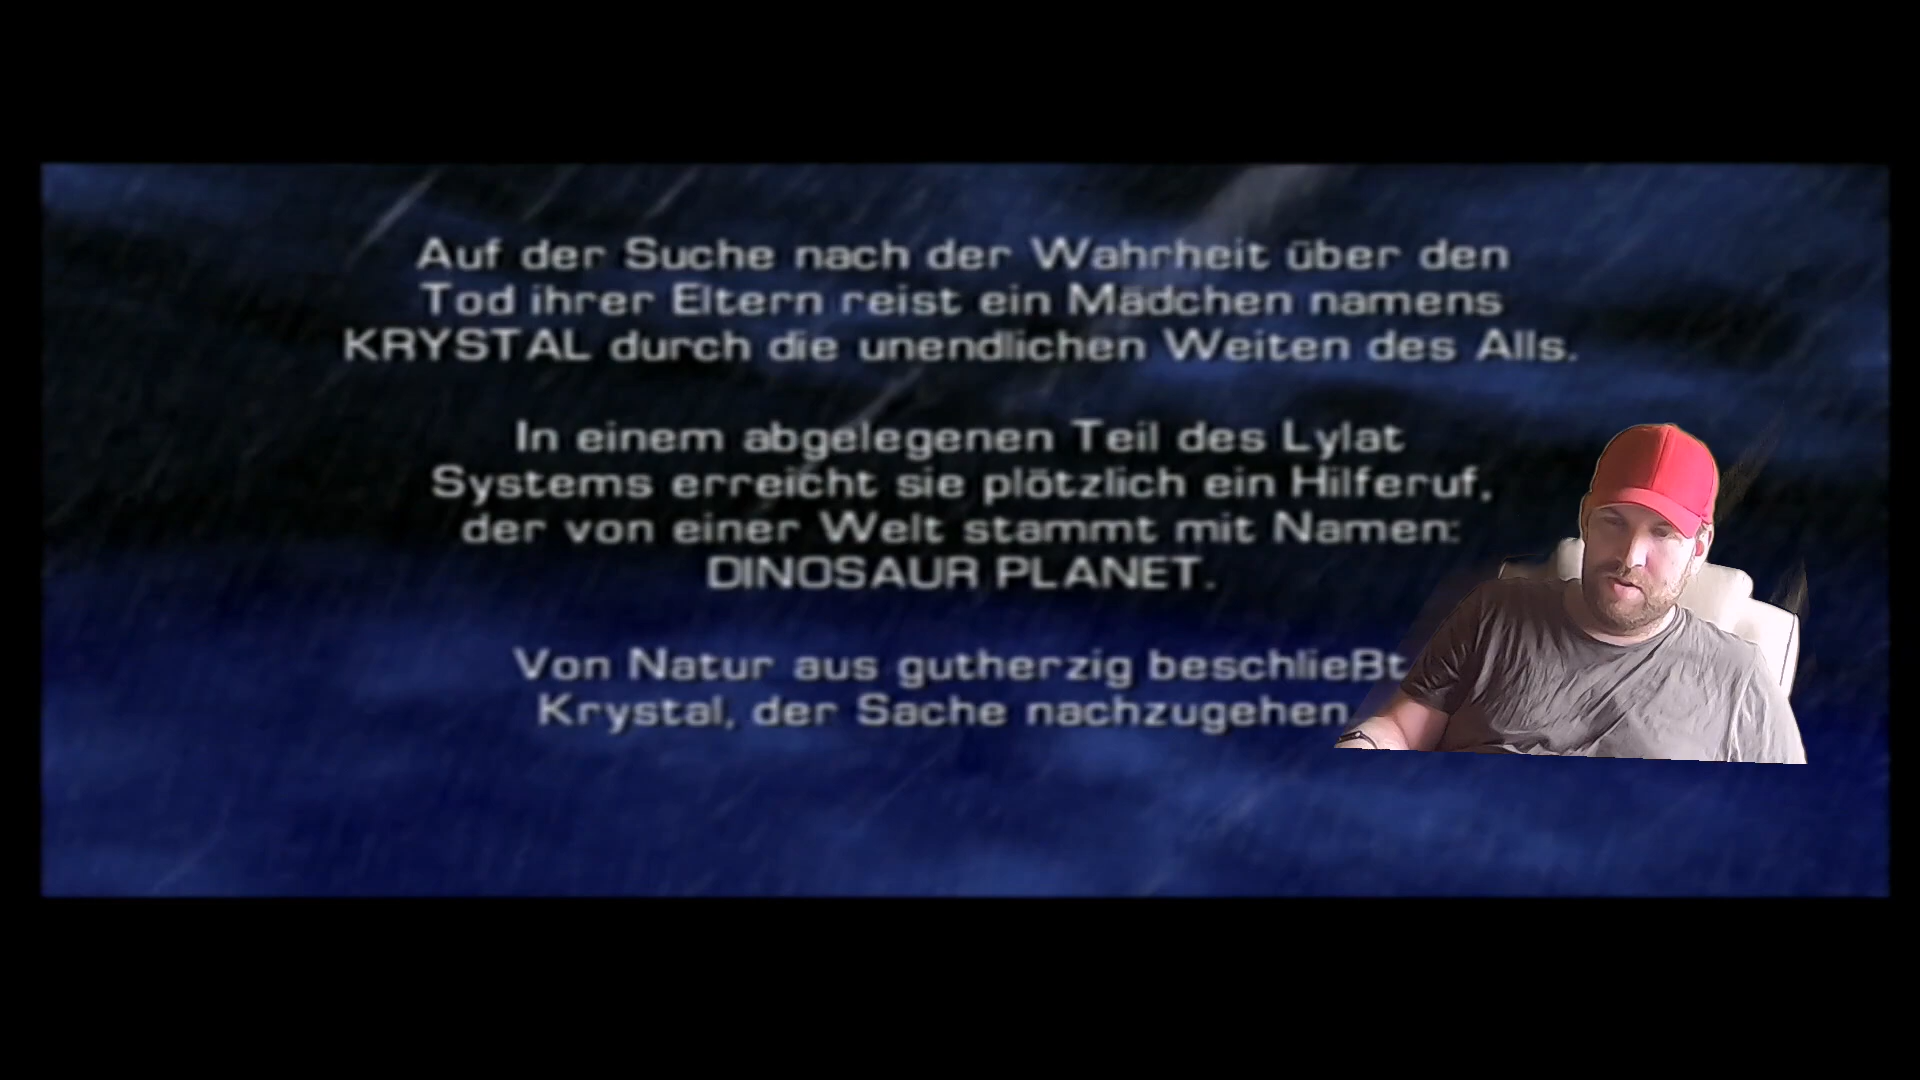 Auf der Suche nach der Wahrheit über den
Tod ihrer Eltern reist ein Mädchen namens
KRYSTAL durch die unendlichen Weiten des Alls.
In einem abgelegenen Teil des Lylat
Systems erreicht sie plötzlich ein Hilferuf,
der von einer Welt stammt mit Namen:
DINOSAUR PLANET.
Von Natur aus gutherzig beschließt
Krystal, der Sache nachzugehen.